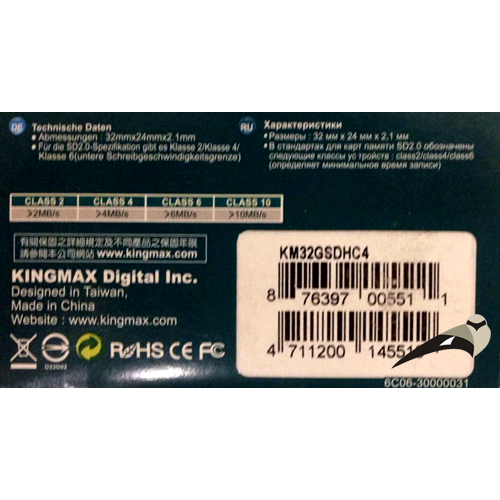 DE
Technische Daten
• Abmessungen : 32mmx24mmx2.1mm
• Für die SD2.0-Spezifikation gibt es Klasse 2/Klasse 4/
Klasse 6(untere Schreibgeschwindigkeitsgrenze)
RU
Характеристики
• Размеры : 32 мм x 24 мм x 2,1 мм
• В стандартах для карт памяти SD2.0 обозначены
следующие классы ус тройств : class2/class4/class6
(определяет минимальное время записи)
CLASS 2 CLASS 4 CLASS 6 CLASS 10
>2MB/s >4MB/s >6MB/s >10MB/s
有關保固之詳細規定及不同產品之保固年限
請參閱本公司網站 www.kingmax.com
KINGMAX Digital Inc.
Designed in Taiwan,
Made in China
Website : www.kingmax.com
RoHS CE FC
D33D62
KM32GSDHC4
8 76397 00551 1
4 711200 1455
6C06-30000031